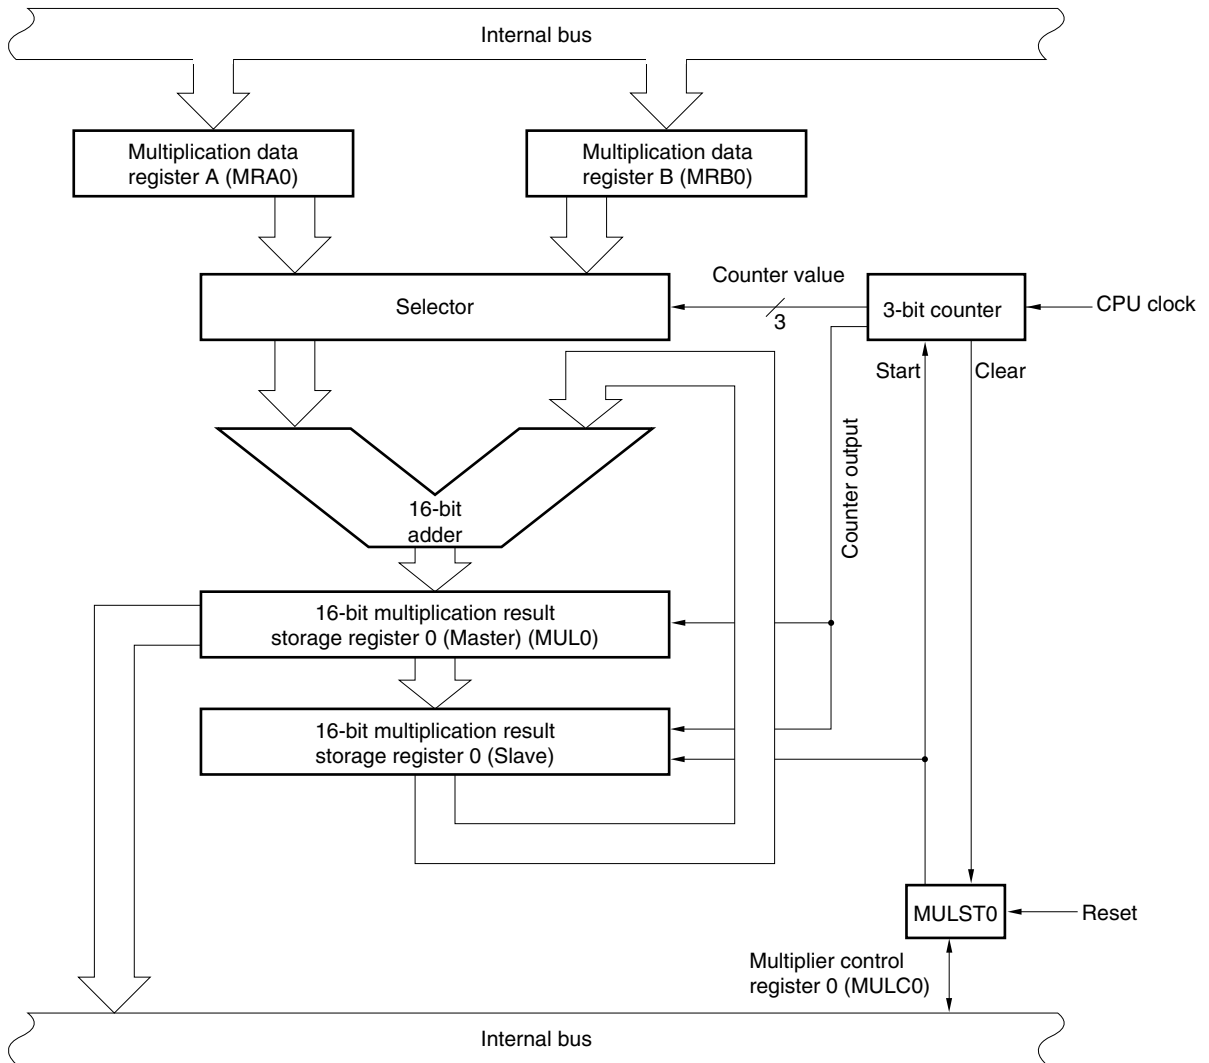 Internal bus
Multiplication data
register A (MRA0)
Multiplication data
register B (MRB0)
Selector
Counter value
3
3-bit counter
CPU clock
Start
Clear
Counter output
16-bit
adder
16-bit multiplication result
storage register 0 (Master) (MUL0)
16-bit multiplication result
storage register 0 (Slave)
MULST0
Reset
Multiplier control
register 0 (MULC0)
Internal bus